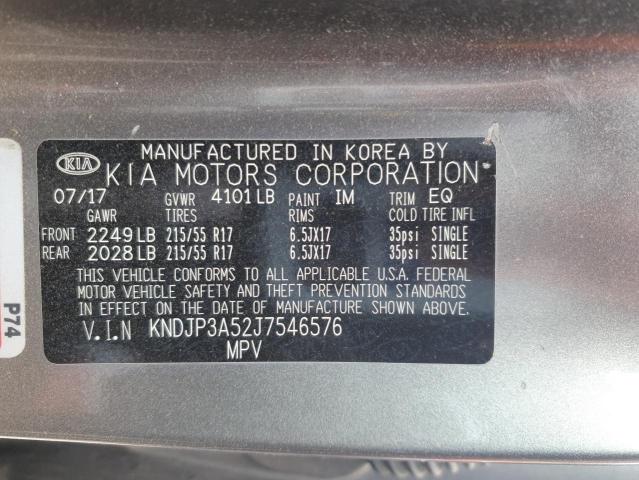 MANUFACTURED IN KOREA BY
KIA KIA MOTORS CORPORATION
07/17 GVWR 4101 LB PAINT IM TRIM EQ
GAWR TIRES RIMS COLD TIRE INFL
FRONT 2249 LB 215/55 R17 6.5JX17 35psi SINGLE
REAR 2028 LB 215/55 R17 6.5JX17 35psi SINGLE
THIS VEHICLE CONFORMS TO ALL APPLICABLE U.S.A. FEDERAL
MOTOR VEHICLE SAFETY AND THEFT PREVENTION STANDARDS
IN EFFECT ON THE DATE OF MANUFACTURE SHOWN ABOVE.
V.I.N KNDJP3A52J7546576
MPV
P74